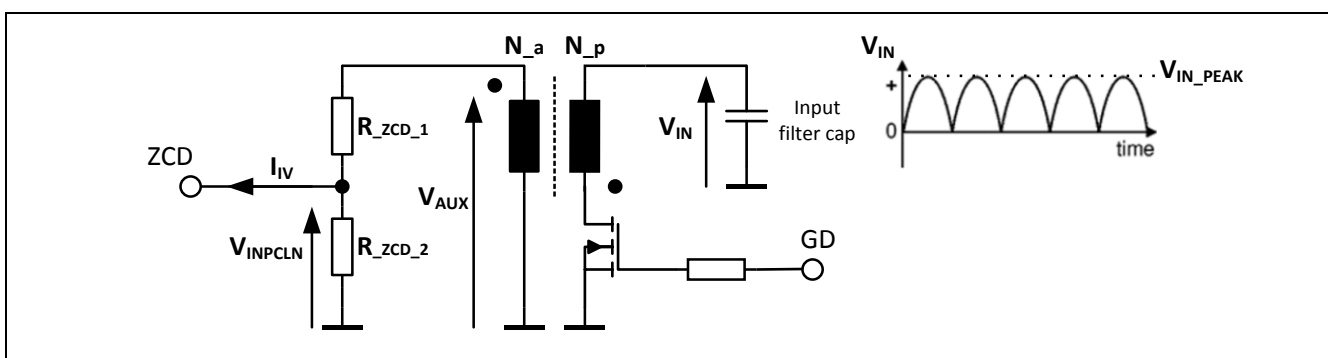 N_a
N_p
V_IN
V_IN_PEAK
+
0
time
R_ZCD_1
V_IN
Input
filter cap
ZCD
I_IV
V_AUX
V_INPCLN
R_ZCD_2
GD